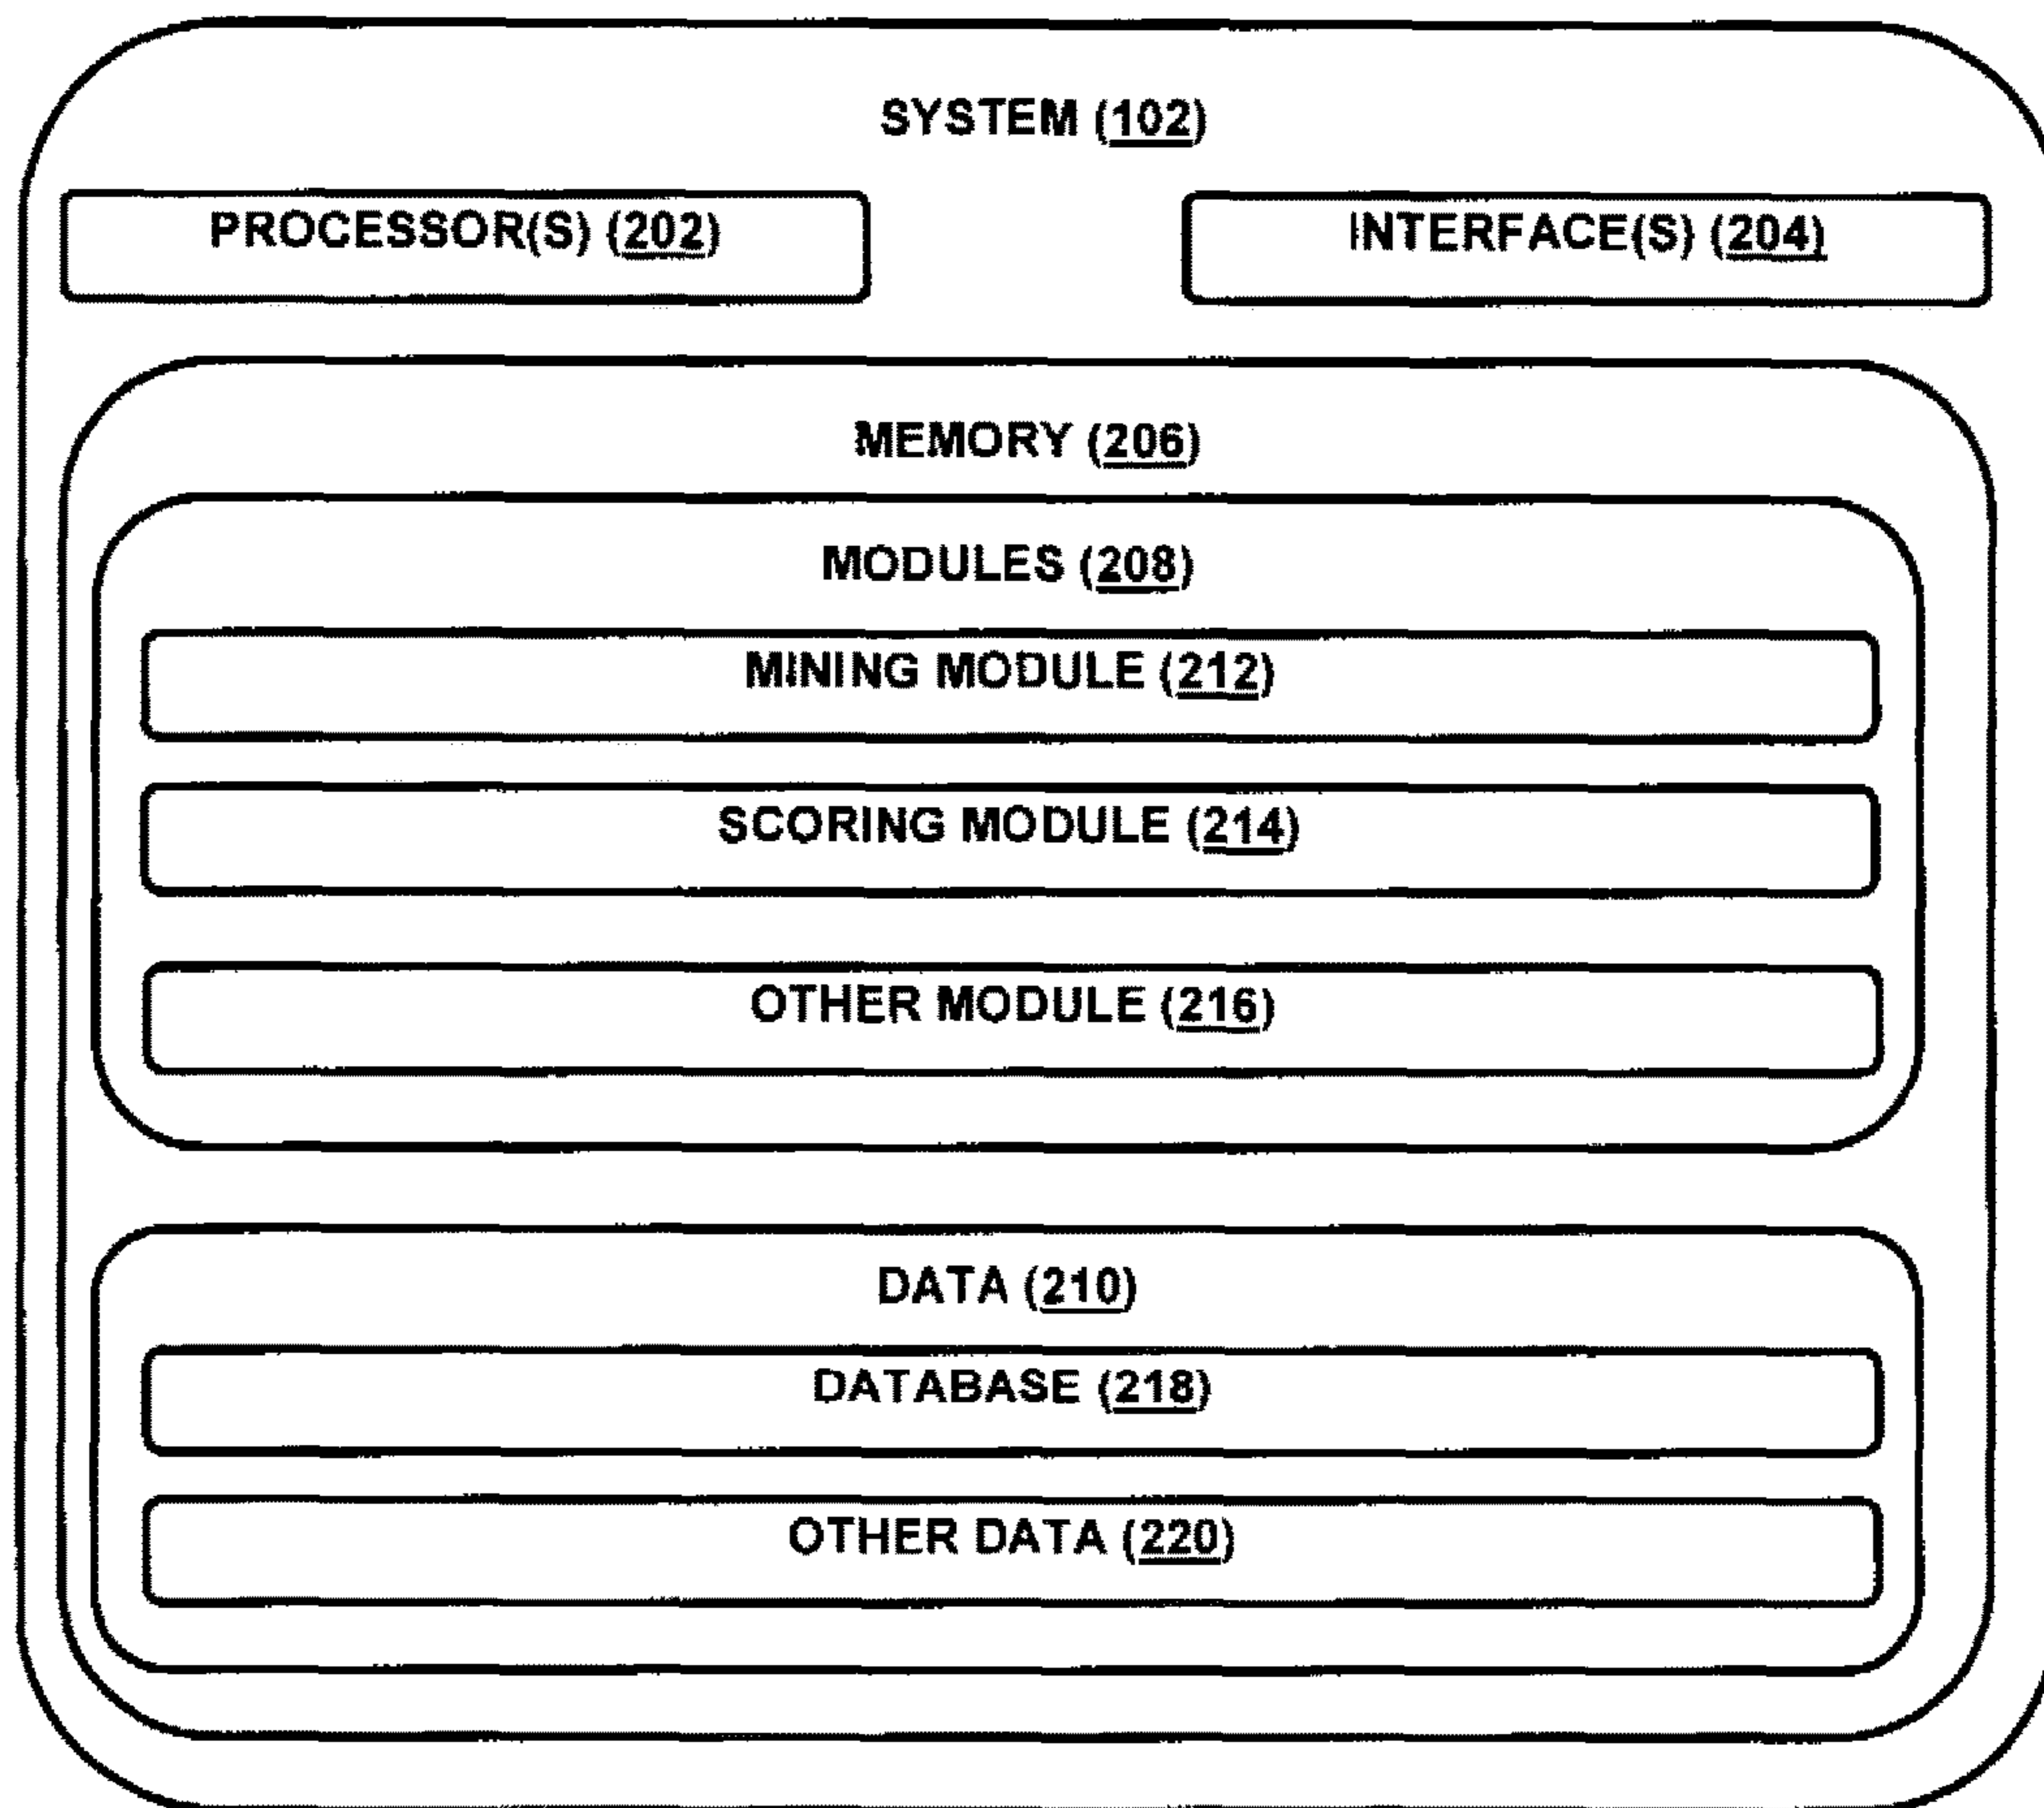 SYSTEM (102)
PROCESSOR(S) (202) INTERFACE(S) (204)
MEMORY (206)
MODULES (208)
MINING MODULE (212)
SCORING MODULE (214)
OTHER MODULE (216)
DATA (210)
DATABASE (218)
OTHER DATA (220)